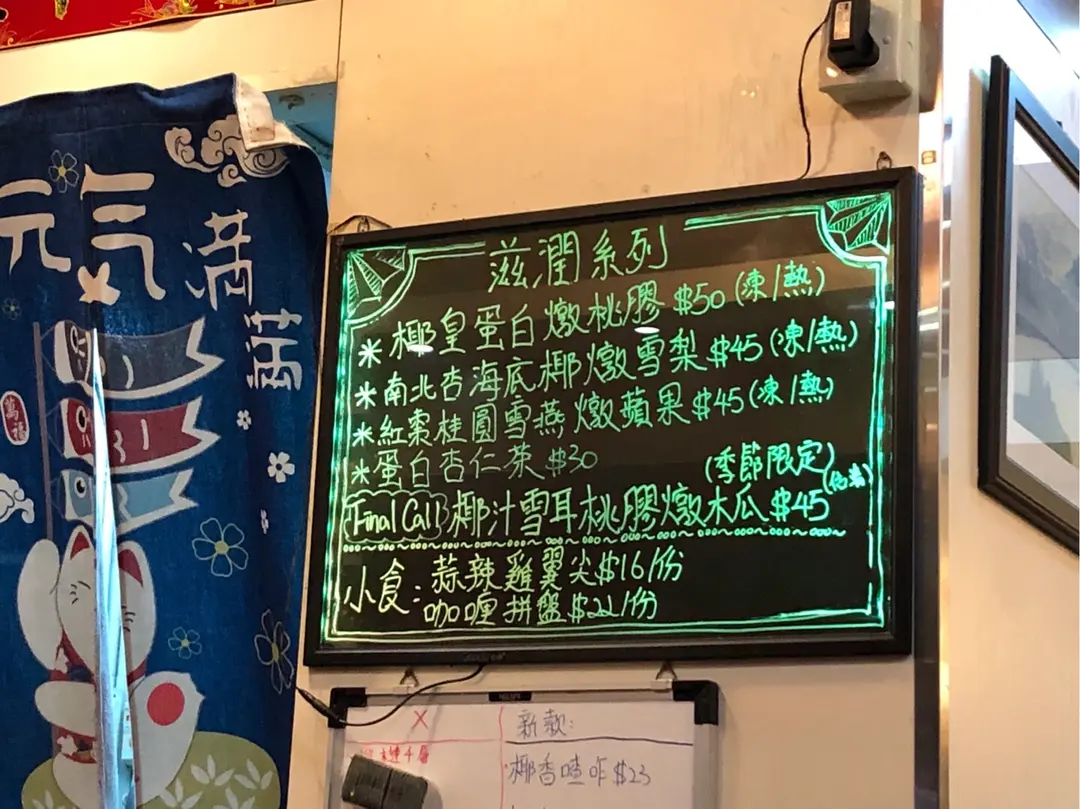 元気満満
萬福
滋潤系列
*椰皇蛋白燉桃膠 $50 (凍/熱)
*南北杏海底椰燉雪梨 $45 (凍/熱)
*紅棗桂圓雪燕燉蘋果 $45 (凍/熱)
*蛋白杏仁茶 $30
(季節限定)
Final Call 椰汁雪耳桃膠燉木瓜 $45
小食: 蒜辣雞翼尖 $16/份
咖喱拼盤 $22/份
X
新款:
椰香喳咋 $23